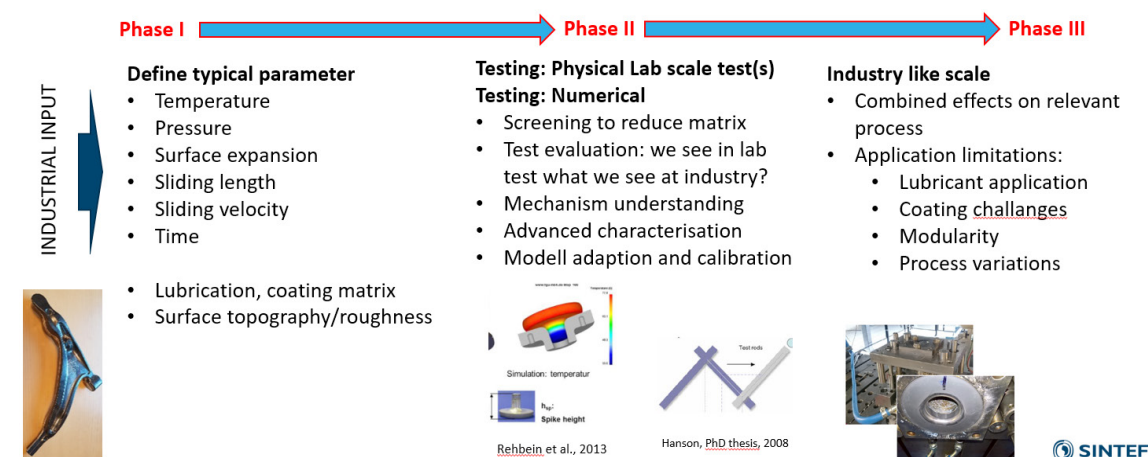 Phase I
Phase II
Phase III
INDUSTRIAL INPUT
Define typical parameter
• Temperature
• Pressure
• Surface expansion
• Sliding length
• Sliding velocity
• Time
• Lubrication, coating matrix
• Surface topography/roughness
Testing: Physical Lab scale test(s)
Testing: Numerical
• Screening to reduce matrix
• Test evaluation: we see in lab
test what we see at industry?
• Mechanism understanding
• Advanced characterisation
• Modell adaption and calibration
Simulation: temperatur
Spike height
Rehbein et al., 2013
Test rods
Hanson, PhD thesis, 2008
Industry like scale
• Combined effects on relevant
process
• Application limitations:
• Lubricant application
• Coating challanges
• Modularity
• Process variations
SINTEF